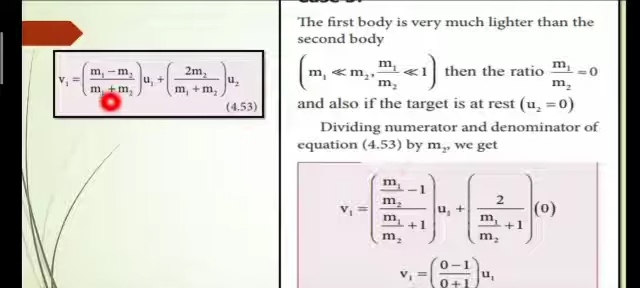 v₁ = ( (m₁ − m₂) / (m₁ + m₂) ) u₁ + ( 2m₂ / (m₁ + m₂) ) u₂
(4.53)
The first body is very much lighter than the
second body
( m₁ ≪ m₂, m₁/m₂ ≪ 1 ) then the ratio m₁/m₂ ≈ 0
and also if the target is at rest (u₂ = 0)
Dividing numerator and denominator of
equation (4.53) by m₂, we get
v₁ = ( (m₁/m₂ − 1) / (m₁/m₂ + 1) ) u₁ + ( 2 / (m₁/m₂ + 1) ) (0)
v₁ = ( (0 − 1) / (0 + 1) ) u₁